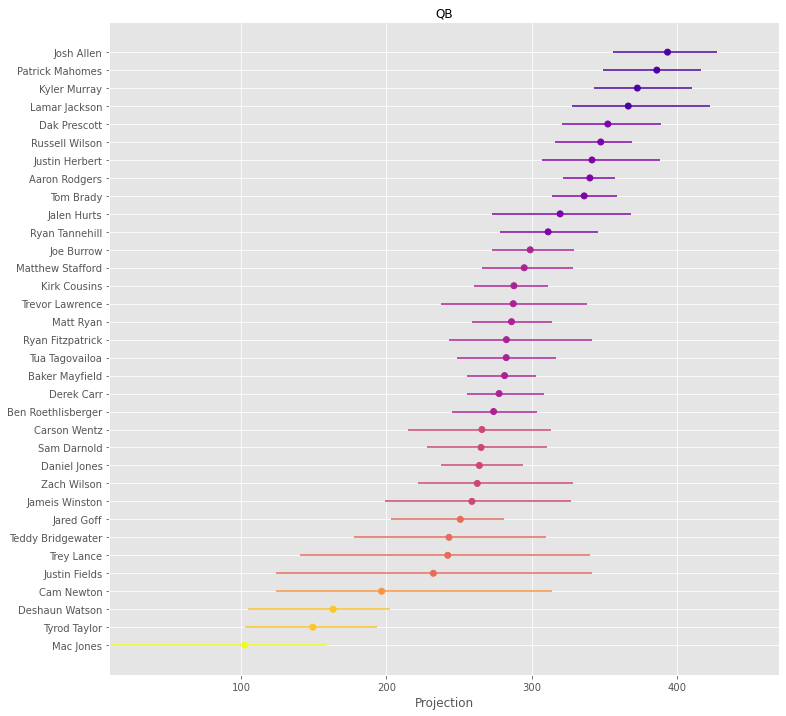 QB
Josh Allen
Patrick Mahomes
Kyler Murray
Lamar Jackson
Dak Prescott
Russell Wilson
Justin Herbert
Aaron Rodgers
Tom Brady
Jalen Hurts
Ryan Tannehill
Joe Burrow
Matthew Stafford
Kirk Cousins
Trevor Lawrence
Matt Ryan
Ryan Fitzpatrick
Tua Tagovailoa
Baker Mayfield
Derek Carr
Ben Roethlisberger
Carson Wentz
Sam Darnold
Daniel Jones
Zach Wilson
Jameis Winston
Jared Goff
Teddy Bridgewater
Trey Lance
Justin Fields
Cam Newton
Deshaun Watson
Tyrod Taylor
Mac Jones
100 200 300 400
Projection